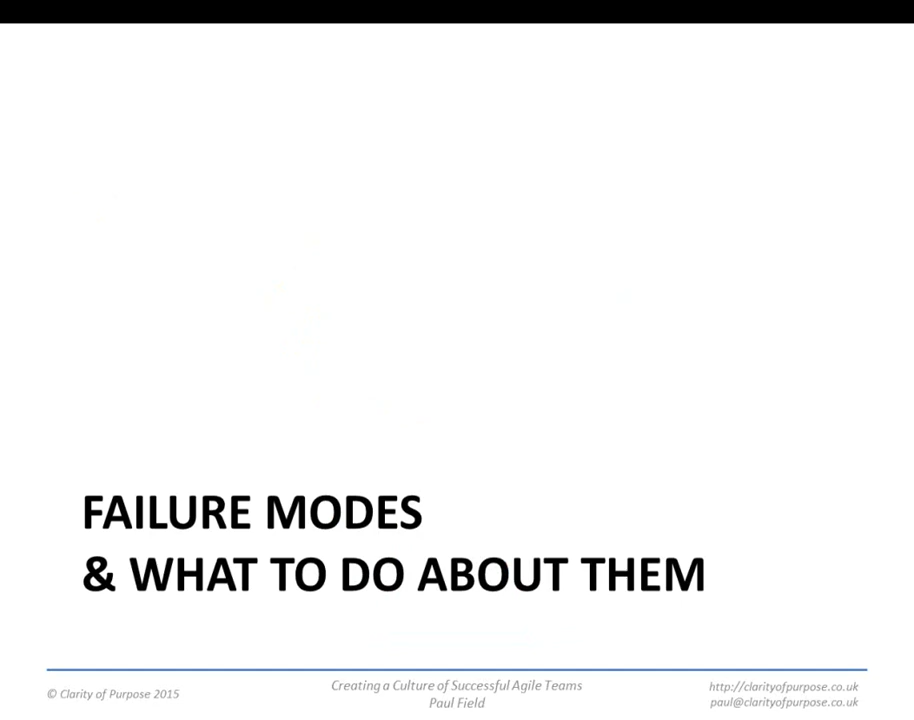 FAILURE MODES
& WHAT TO DO ABOUT THEM
© Clarity of Purpose 2015
Creating a Culture of Successful Agile Teams
Paul Field
http://clarityofpurpose.co.uk
paul@clarityofpurpose.co.uk